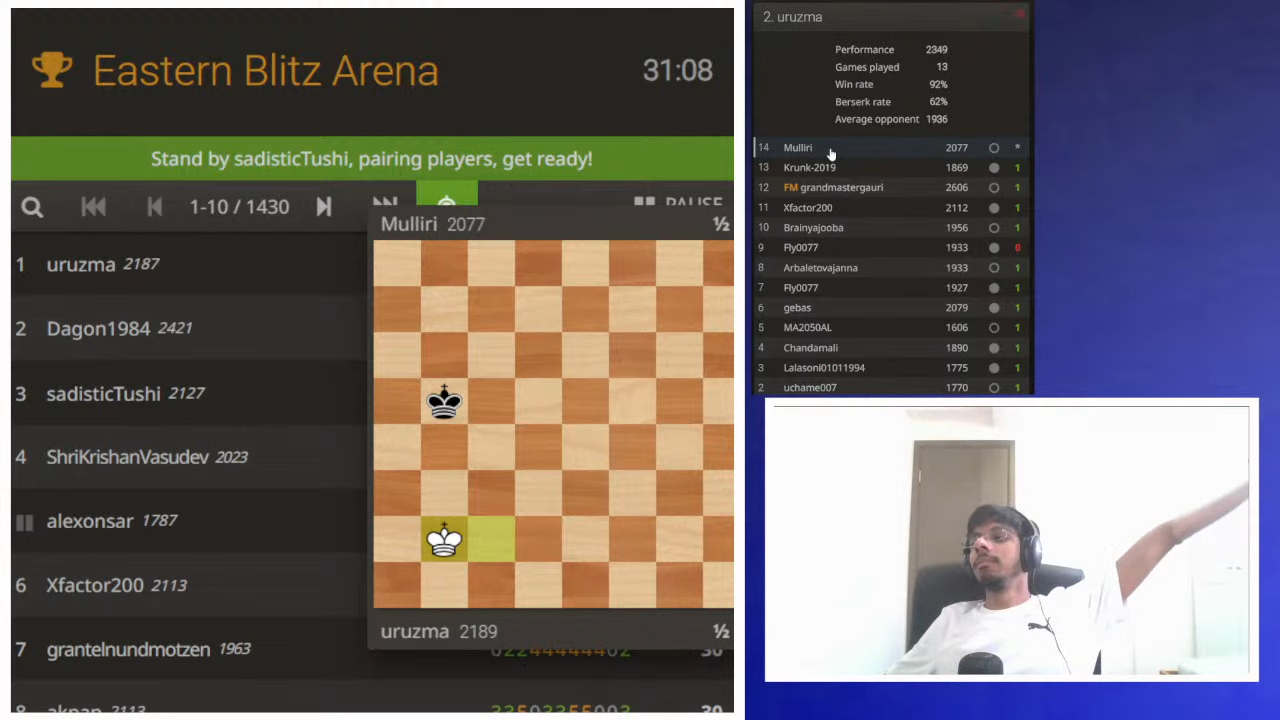 Eastern Blitz Arena 31:08
Stand by sadisticTushi, pairing players, get ready!
1-10 / 1430 PAUSE
1 uruzma 2187
2 Dagon1984 2421
3 sadisticTushi 2127
4 ShriKrishanVasudev 2023
alexonsar 1787
6 Xfactor200 2113
7 grantelnundmotzen 1963
8 aknan 2113
Mulliri 2077 ½
uruzma 2189 ½
2. uruzma
Performance 2349
Games played 13
Win rate 92%
Berserk rate 62%
Average opponent 1936
14 Mulliri 2077 *
13 Krunk-2019 1869 1
12 FM grandmastergauri 2606 1
11 Xfactor200 2112 1
10 Brainyajooba 1956 1
9 Fly0077 1933 0
8 Arbaletovajanna 1933 1
7 Fly0077 1927 1
6 gebas 2079 1
5 MA2050AL 1606 1
4 Chandamali 1890 1
3 Lalasoni01011994 1775 1
2 uchame007 1770 1